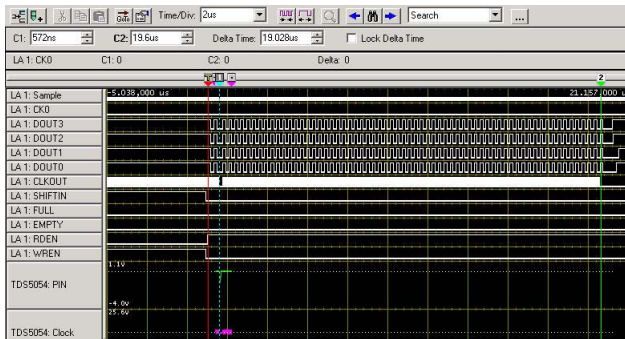 Goto Time/Div: 2us Search ...
C1: 572ns C2: 19.6us Delta Time: 19.028us Lock Delta Time
LA 1: CK0 C1: 0 C2: 0 Delta: 0
2
LA 1: Sample -5.038,000 us 21.157,000 u
LA 1: CK0
LA 1: DOUT3
LA 1: DOUT2
LA 1: DOUT1
LA 1: DOUT0
LA 1: CLKOUT
LA 1: SHIFTIN
LA 1: FULL
LA 1: EMPTY
LA 1: RDEN
LA 1: WREN
1.1V
TDS5054: PIN
-4.0V
25.6V
TDS5054: Clock